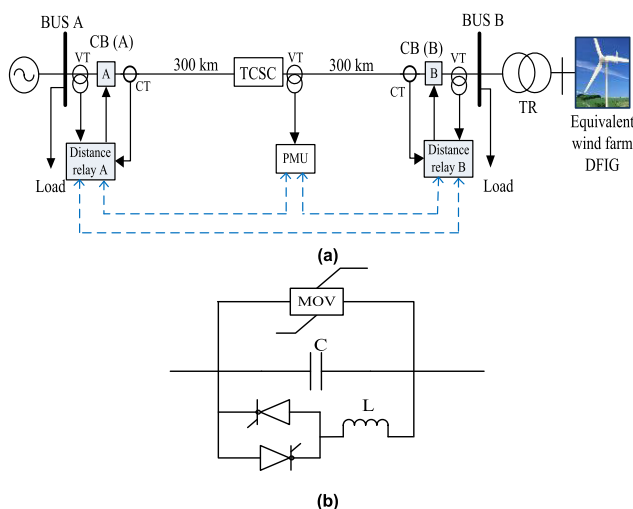 BUS A
BUS B
CB (A)
CB (B)
VT
VT
VT
A
300 km
TCSC
300 km
B
CT
CT
TR
Distance
relay A
PMU
Distance
relay B
Load
Load
Equivalent
wind farm
DFIG
(a)
MOV
C
L
(b)